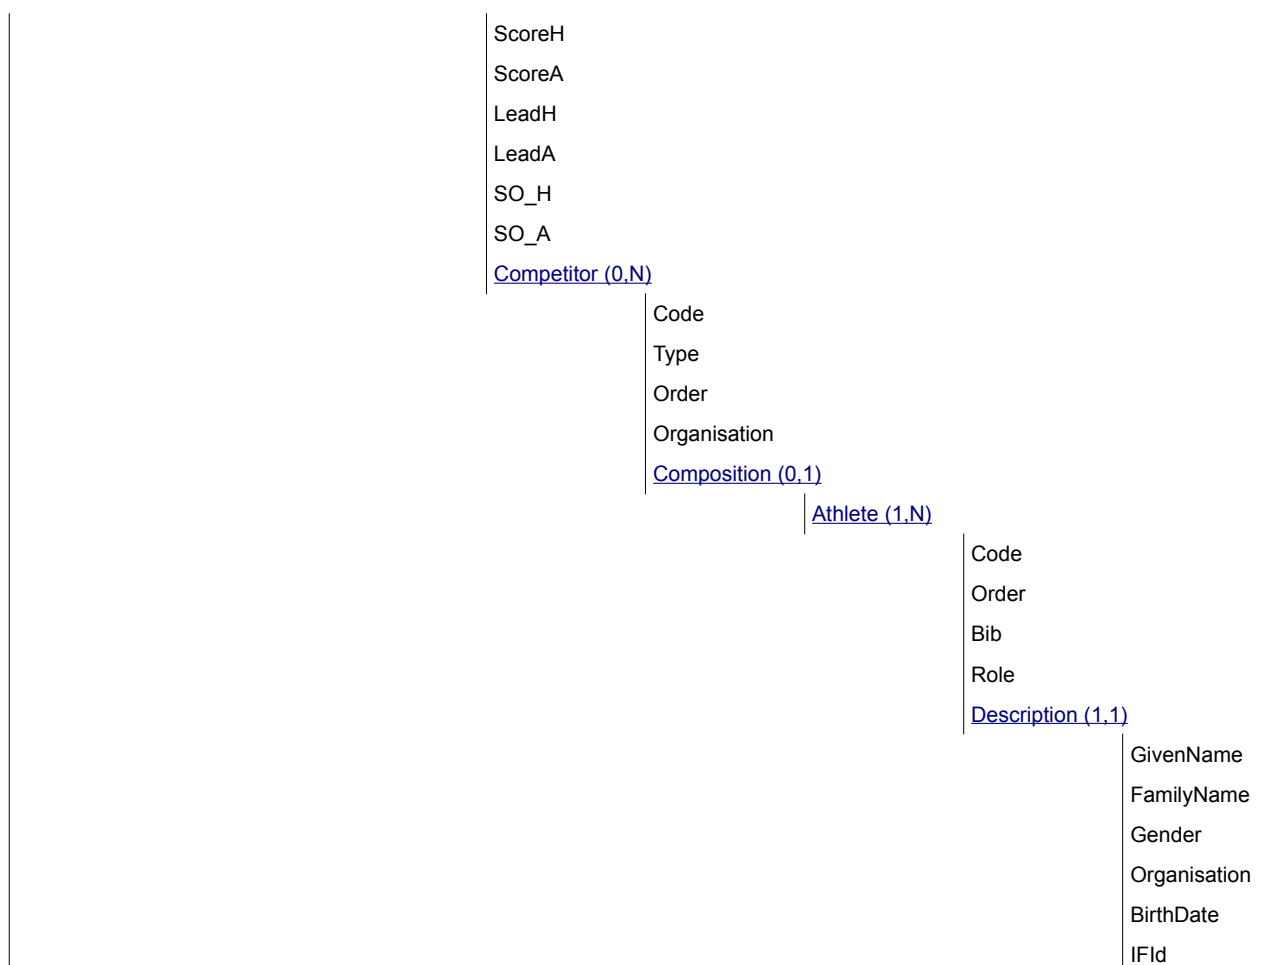 ScoreH
ScoreA
LeadH
LeadA
SO_H
SO_A
Competitor (0,N)
Code
Type
Order
Organisation
Composition (0,1)
Athlete (1,N)
Code
Order
Bib
Role
Description (1,1)
GivenName
FamilyName
Gender
Organisation
BirthDate
IFId